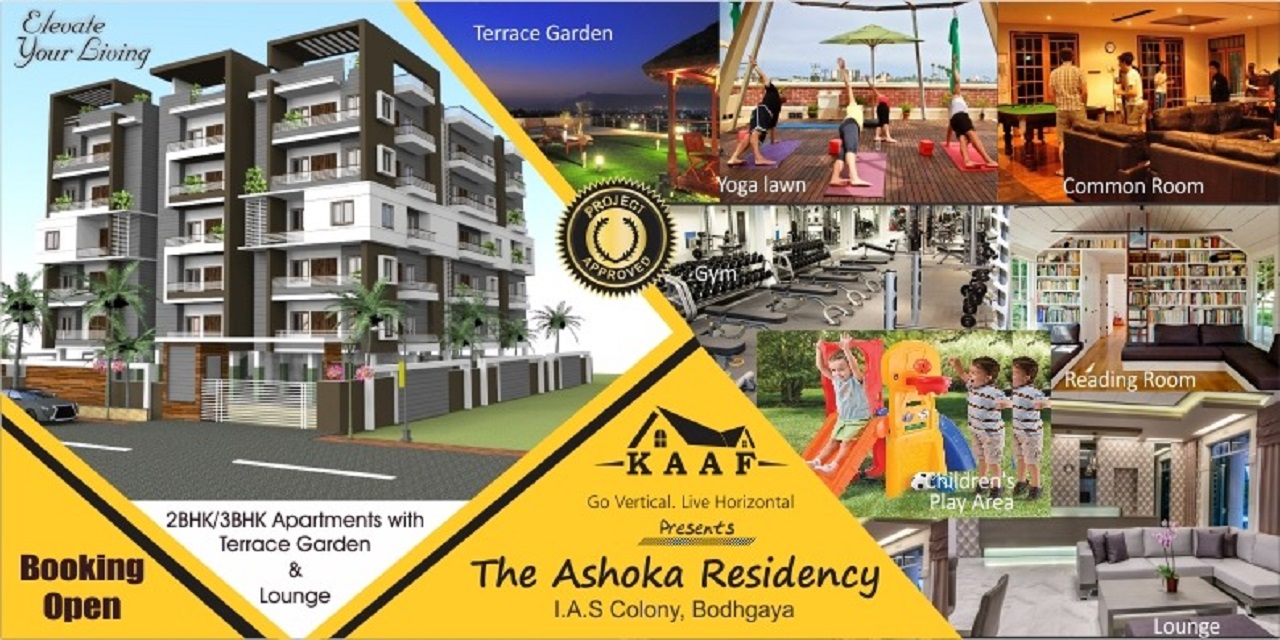 Elevate
Your Living
Terrace Garden
Yoga lawn
Common Room
PROJECT
APPROVED
Gym
Reading Room
Children's
Play Area
Lounge
KAAF
Go Vertical. Live Horizontal
Presents
The Ashoka Residency
I.A.S Colony, Bodhgaya
2BHK/3BHK Apartments with
Terrace Garden
&
Lounge
Booking
Open